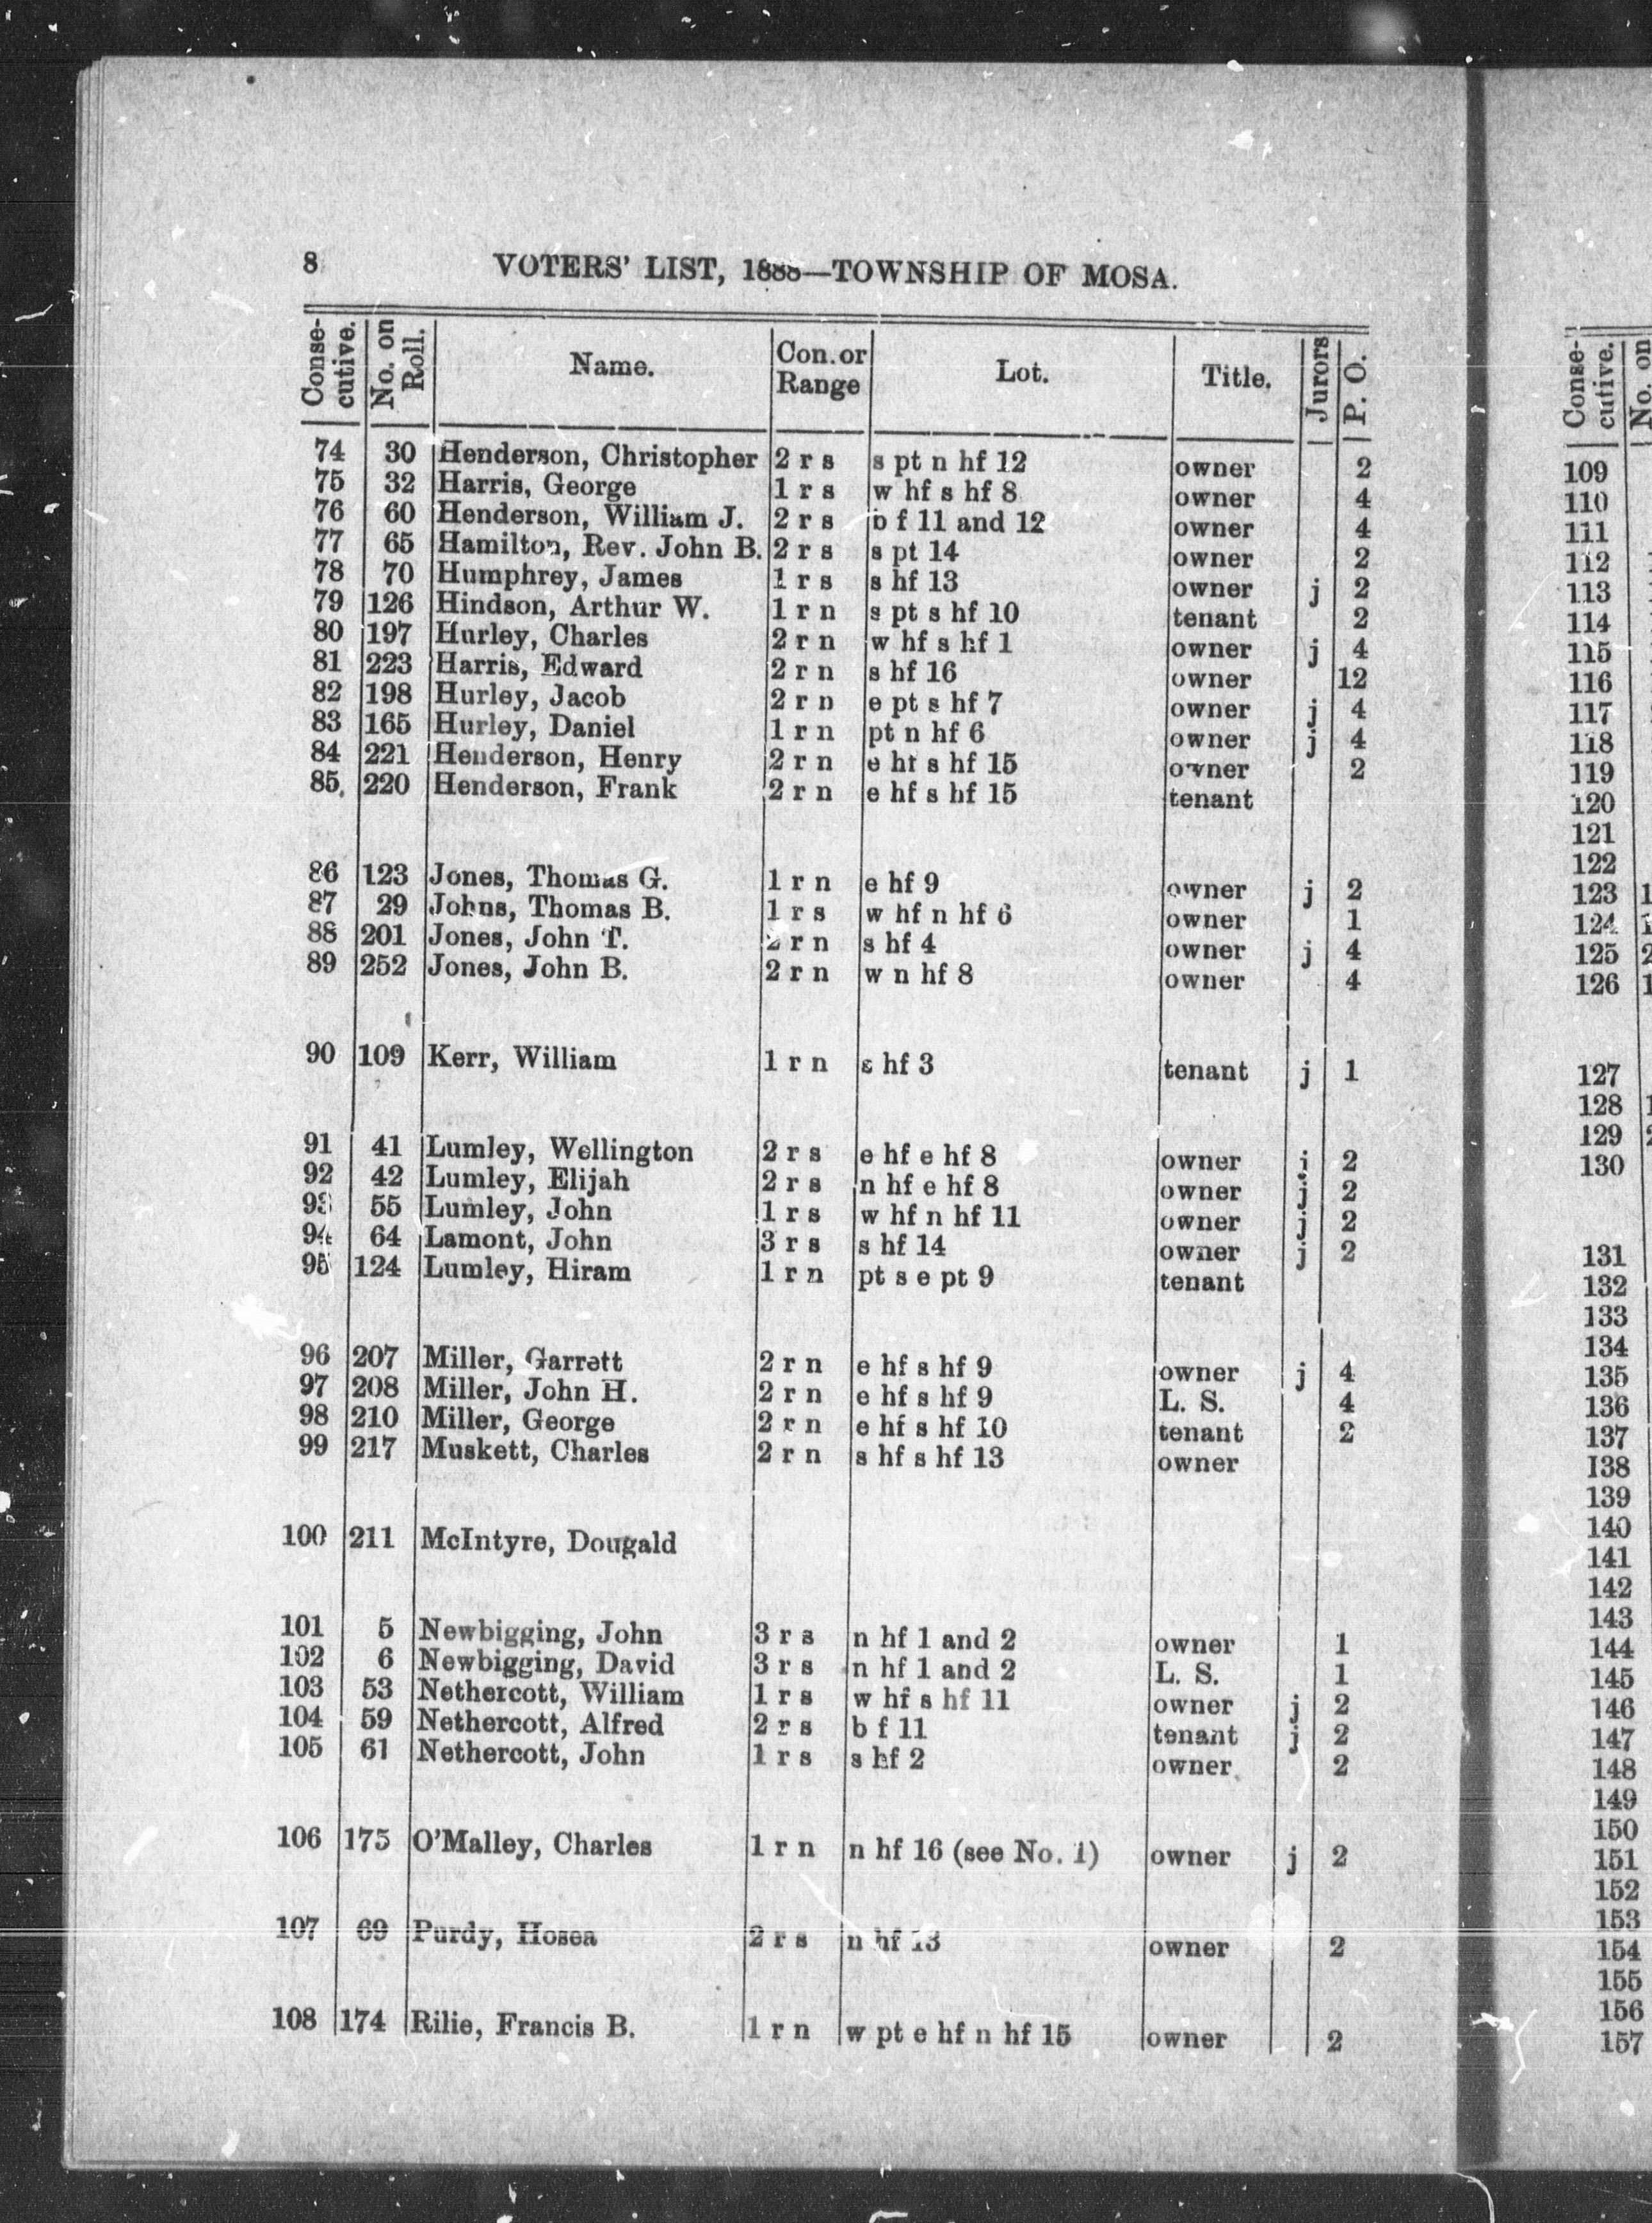 8 VOTERS' LIST, 1888—TOWNSHIP OF MOSA.
Conse-cutive. No. on Roll. Name. Con. or Range Lot. Title. Jurors P. O.
74 30 Henderson, Christopher 2 r s s pt n hf 12 owner 2
75 32 Harris, George 1 r s w hf s hf 8 owner 4
76 60 Henderson, William J. 2 r s b f 11 and 12 owner 4
77 65 Hamilton, Rev. John B. 2 r s s pt 14 owner 2
78 70 Humphrey, James 1 r s s hf 13 owner j 2
79 126 Hindson, Arthur W. 1 r n s pt s hf 10 tenant 2
80 197 Hurley, Charles 2 r n w hf s hf 1 owner j 4
81 223 Harris, Edward 2 r n s hf 16 owner 12
82 198 Hurley, Jacob 2 r n e pt s hf 7 owner j 4
83 165 Hurley, Daniel 1 r n pt n hf 6 owner j 4
84 221 Henderson, Henry 2 r n e hf s hf 15 owner 2
85 220 Henderson, Frank 2 r n e hf s hf 15 tenant
86 123 Jones, Thomas G. 1 r n e hf 9 owner j 2
87 29 Johns, Thomas B. 1 r s w hf n hf 6 owner 1
88 201 Jones, John T. 2 r n s hf 4 owner j 4
89 252 Jones, John B. 2 r n w n hf 8 owner 4
90 109 Kerr, William 1 r n s hf 3 tenant j 1
91 41 Lumley, Wellington 2 r s e hf e hf 8 owner j 2
92 42 Lumley, Elijah 2 r s n hf e hf 8 owner j 2
93 55 Lumley, John 1 r s w hf n hf 11 owner j 2
94 64 Lamont, John 3 r s s hf 14 owner j 2
95 124 Lumley, Hiram 1 r n pt s e pt 9 tenant
96 207 Miller, Garrett 2 r n e hf s hf 9 owner j 4
97 208 Miller, John H. 2 r n e hf s hf 9 L. S. 4
98 210 Miller, George 2 r n e hf s hf 10 tenant 2
99 217 Muskett, Charles 2 r n s hf s hf 13 owner
100 211 McIntyre, Dougald
101 5 Newbigging, John 3 r s n hf 1 and 2 owner 1
102 6 Newbigging, David 3 r s n hf 1 and 2 L. S. 1
103 53 Nethercott, William 1 r s w hf s hf 11 owner j 2
104 59 Nethercott, Alfred 2 r s b f 11 tenant j 2
105 61 Nethercott, John 1 r s s hf 2 owner 2
106 175 O'Malley, Charles 1 r n n hf 16 (see No. 1) owner j 2
107 69 Purdy, Hosea 2 r s n hf 13 owner 2
108 174 Rilie, Francis B. 1 r n w pt e hf n hf 15 owner 2
Conse-cutive. No. on
109
110
111
112
113
114
115
116
117
118
119
120
121
122
123
124
125
126
127
128
129
130
131
132
133
134
135
136
137
138
139
140
141
142
143
144
145
146
147
148
149
150
151
152
153
154
155
156
157